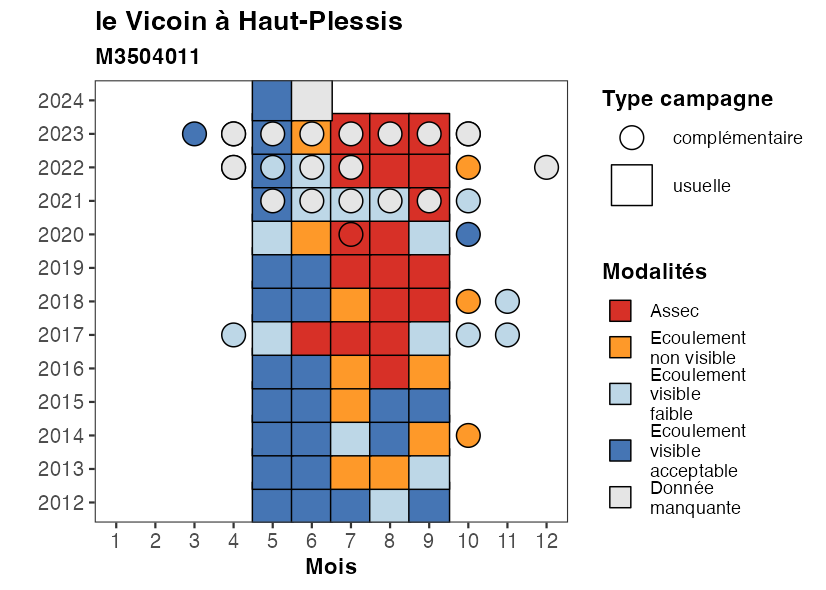 le Vicoin à Haut-Plessis
M3504011
2024
2023
2022
2021
2020
2019
2018
2017
2016
2015
2014
2013
2012
1 2 3 4 5 6 7 8 9 10 11 12
Mois
Type campagne
complémentaire
usuelle
Modalités
Assec
Ecoulement
non visible
Ecoulement
visible
faible
Ecoulement
visible
acceptable
Donnée
manquante